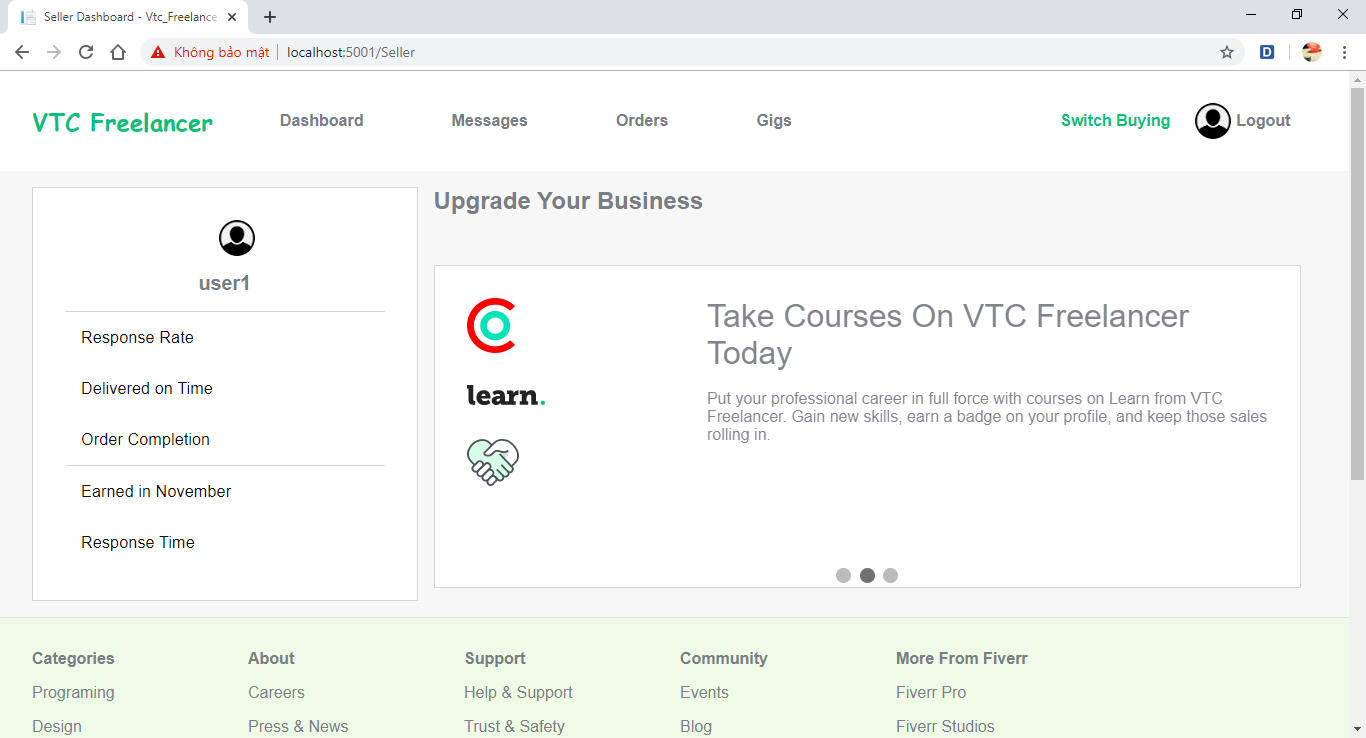 Seller Dashboard - Vtc_Freelance
Không bảo mật localhost:5001/Seller
VTC Freelancer Dashboard Messages Orders Gigs Switch Buying Logout
user1
Response Rate
Delivered on Time
Order Completion
Earned in November
Response Time
Upgrade Your Business
learn.
Take Courses On VTC Freelancer
Today
Put your professional career in full force with courses on Learn from VTC
Freelancer. Gain new skills, earn a badge on your profile, and keep those sales
rolling in.
Categories About Support Community More From Fiverr
Programing Careers Help & Support Events Fiverr Pro
Design Press & News Trust & Safety Blog Fiverr Studios